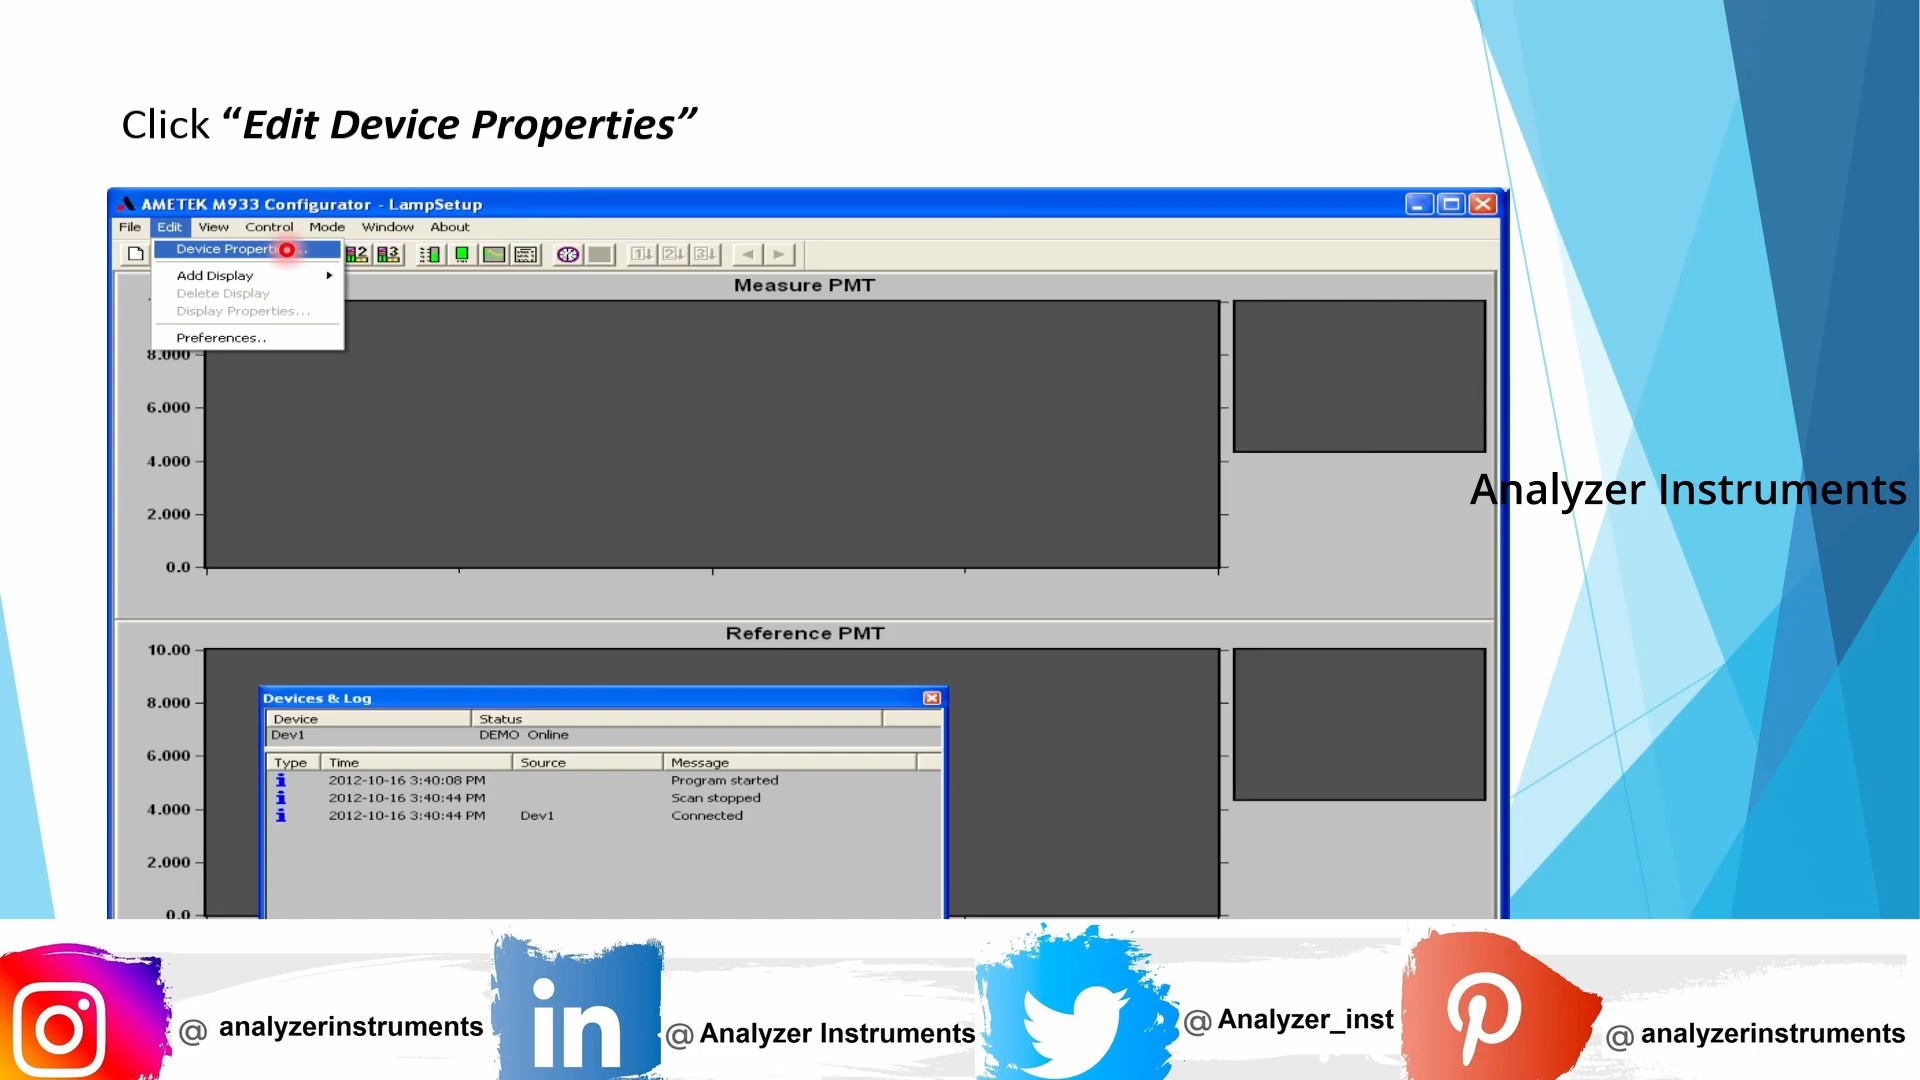 Click “Edit Device Properties”
AMETEK M933 Configurator - LampSetup
File Edit View Control Mode Window About
Device Properti
Add Display
Delete Display
Display Properties...
Preferences..
Measure PMT
8.000
6.000
4.000
2.000
0.0
Analyzer Instruments
Reference PMT
10.00
8.000
6.000
4.000
2.000
0.0
Devices & Log
Device Status
Dev1 DEMO Online
Type Time Source Message
2012-10-16 3:40:08 PM Program started
2012-10-16 3:40:44 PM Scan stopped
2012-10-16 3:40:44 PM Dev1 Connected
@ analyzerinstruments
in
@ Analyzer Instruments
@ Analyzer_inst
@ analyzerinstruments